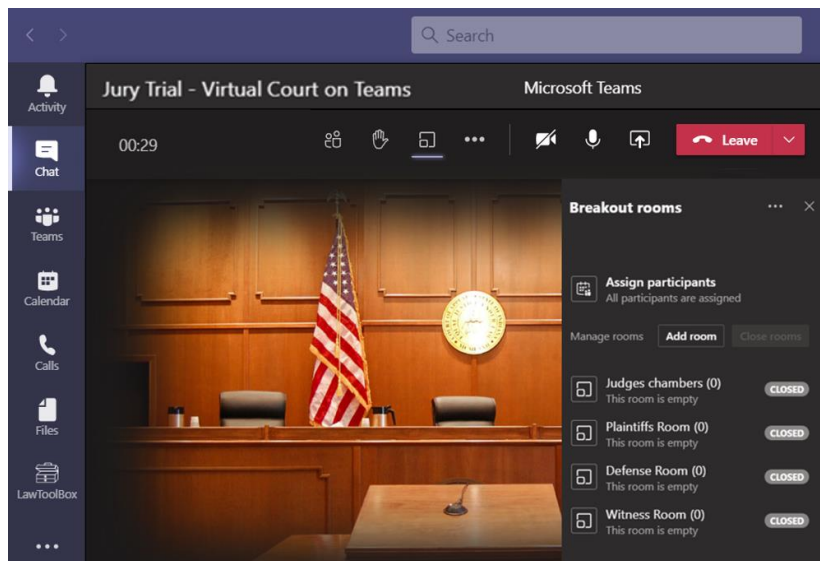 Search
Jury Trial - Virtual Court on Teams
Microsoft Teams
Activity
Chat
Teams
Calendar
Calls
Files
LawToolBox
00:29
Leave
Breakout rooms
Assign participants
All participants are assigned
Manage rooms
Add room
Close rooms
Judges chambers (0)
This room is empty
CLOSED
Plaintiffs Room (0)
This room is empty
CLOSED
Defense Room (0)
This room is empty
CLOSED
Witness Room (0)
This room is empty
CLOSED